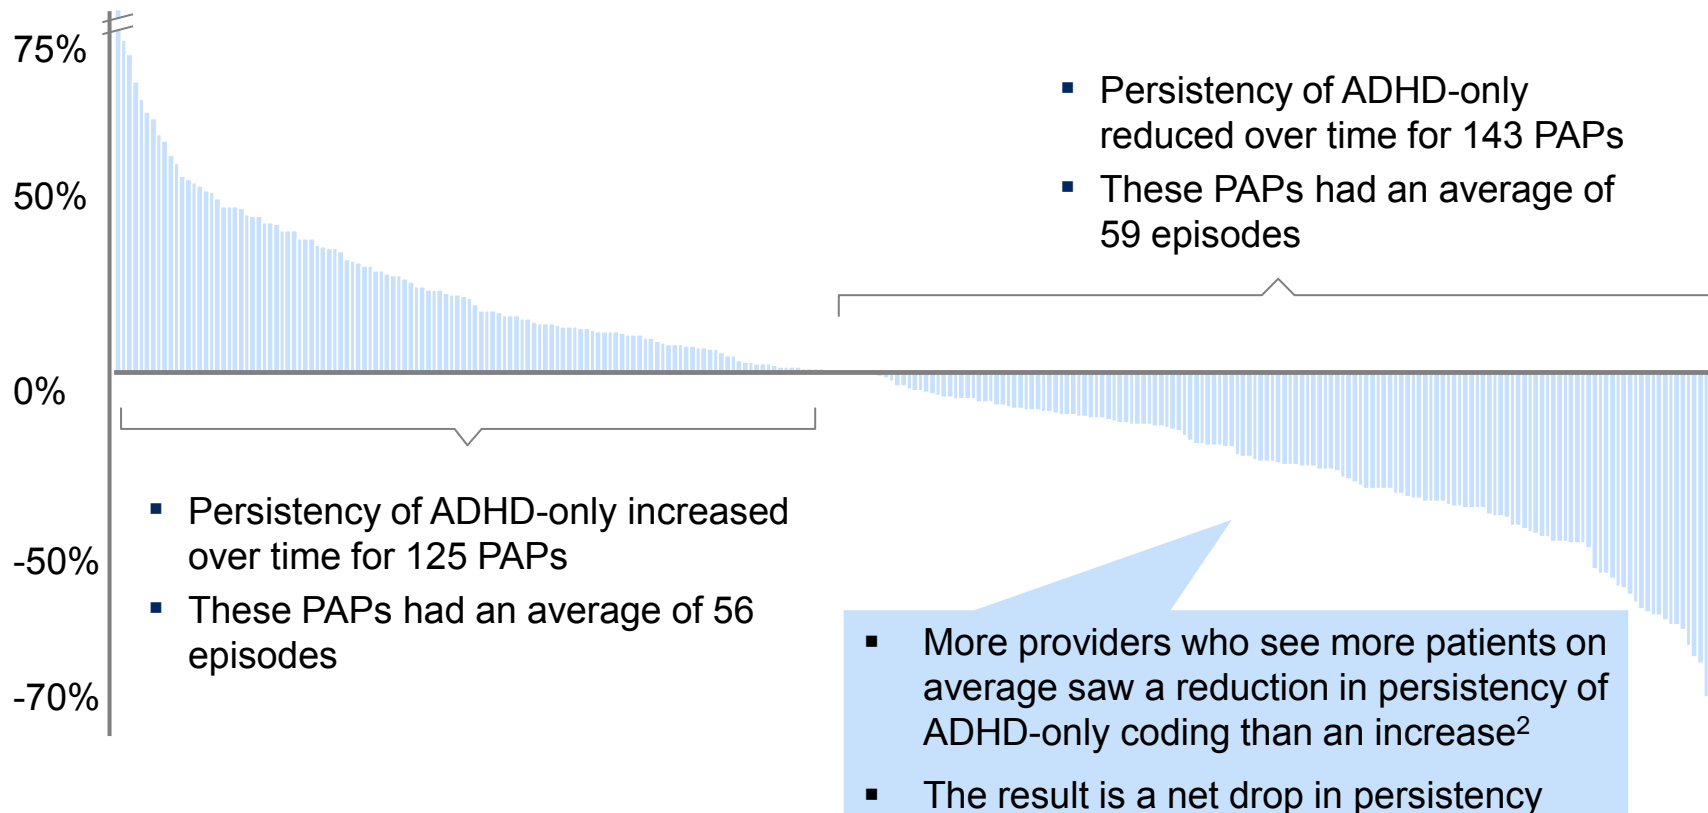 75%
50%
0%
-50%
-70%
▪ Persistency of ADHD-only
reduced over time for 143 PAPs
▪ These PAPs had an average of
59 episodes
▪ Persistency of ADHD-only increased
over time for 125 PAPs
▪ These PAPs had an average of 56
episodes
▪ More providers who see more patients on
average saw a reduction in persistency of
ADHD-only coding than an increase²
▪ The result is a net drop in persistency